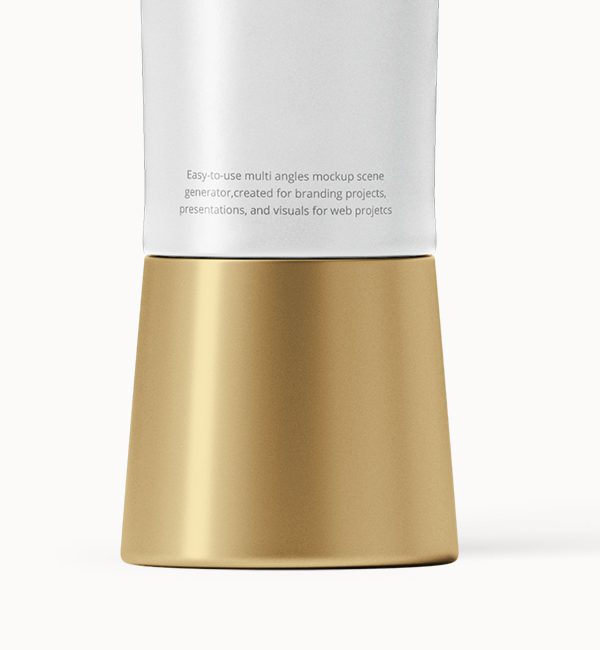 Easy-to-use multi angles mockup scene
generator,created for branding projects,
presentations, and visuals for web projetcs